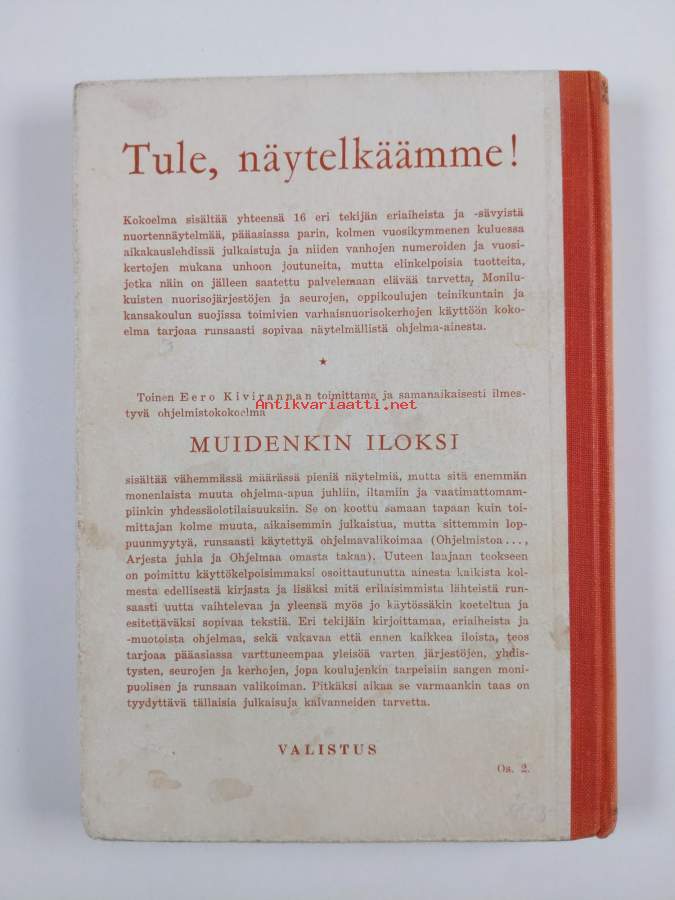 Tule, näytelkäämme!
Kokoelma sisältää yhteensä 16 eri tekijän eriaiheista ja -sävyistä
nuortennäytelmää, pääasiassa parin, kolmen vuosikymmenen kuluessa
aikakauslehdissä julkaistuja ja niiden vanhojen numeroiden ja vuosi-
kertojen mukana unhoon joutuneita, mutta elinkelpoisia tuotteita,
jotka näin on jälleen saatettu palvelemaan elävää tarvetta. Monilu-
kuisten nuorisojärjestöjen ja seurojen, oppikoulujen teinikuntain ja
kansakoulun suojissa toimivien varhaisnuorisokerhojen käyttöön koko-
elma tarjoaa runsaasti sopivaa näytelmällistä ohjelma-ainesta.
★
Toinen Eero Kivirannan toimittama ja samanaikaisesti ilmes-
tyvä ohjelmistokokoelma
Antikvariaatti.net
MUIDENKIN ILOKSI
sisältää vähemmässä määrässä pieniä näytelmiä, mutta sitä enemmän
monenlaista muuta ohjelma-apua juhliin, iltamiin ja vaatimattomam-
piinkin yhdessäolotilaisuuksiin. Se on koottu samaan tapaan kuin toi-
mittajan kolme muuta, aikaisemmin julkaistua, mutta sittemmin lop-
puunmyytyä, runsaasti käytettyä ohjelmavalikoimaa (Ohjelmistoa...,
Arjesta juhla ja Ohjelmaa omasta takaa). Uuteen laajaan teokseen
on poimittu käyttökelpoisimmaksi osoittautunutta ainesta kaikista kol-
mesta edellisestä kirjasta ja lisäksi mitä erilaisimmista lähteistä run-
saasti uutta vaihtelevaa ja yleensä myös jo käytössäkin koeteltua ja
esitettäväksi sopivaa tekstiä. Eri tekijäin kirjoittamaa, eriaiheista ja
-muotoista ohjelmaa, sekä vakavaa että ennen kaikkea iloista, teos
tarjoaa pääasiassa varttuneempaa yleisöä varten järjestöjen, yhdis-
tysten, seurojen ja kerhojen, jopa koulujenkin tarpeisiin sangen moni-
puolisen ja runsaan valikoiman. Pitkäksi aikaa se varmaankin taas on
tyydyttävä tällaisia julkaisuja kaivanneiden tarvetta.
VALISTUS
Os. 2.